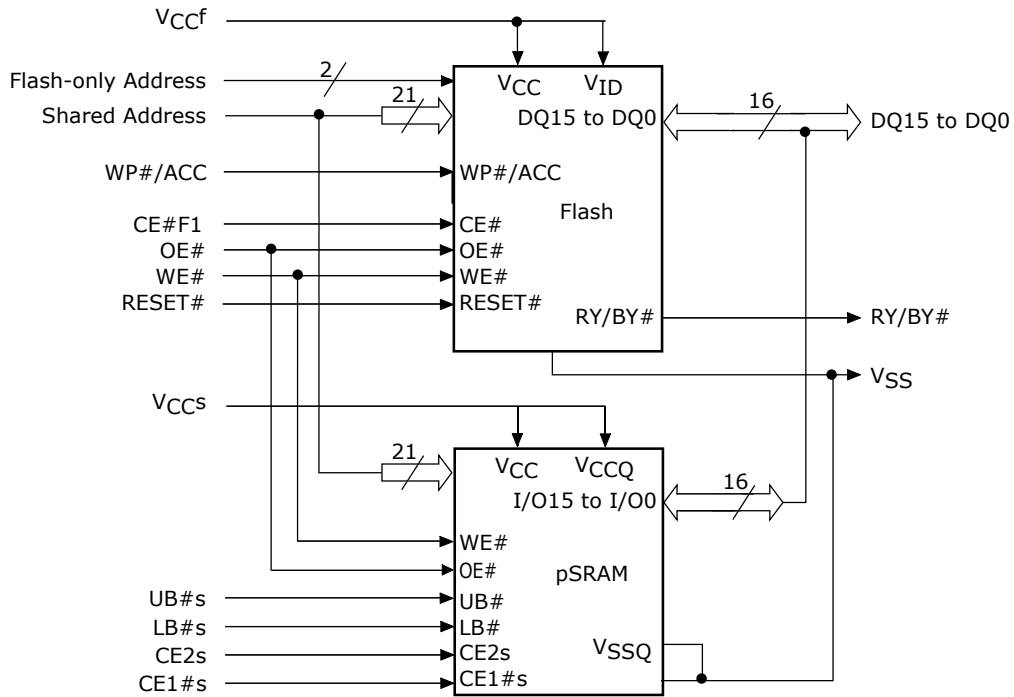 VCCf
Flash-only Address 2
VCC VID
Shared Address 21
DQ15 to DQ0 16 DQ15 to DQ0
WP#/ACC WP#/ACC
Flash
CE#F1 CE#
OE# OE#
WE# WE#
RESET# RESET#
RY/BY# RY/BY#
VSS
VCCs
21 VCC VCCQ
I/O15 to I/O0 16
WE#
OE# pSRAM
UB#s UB#
LB#s LB#
VSSQ
CE2s CE2s
CE1#s CE1#s